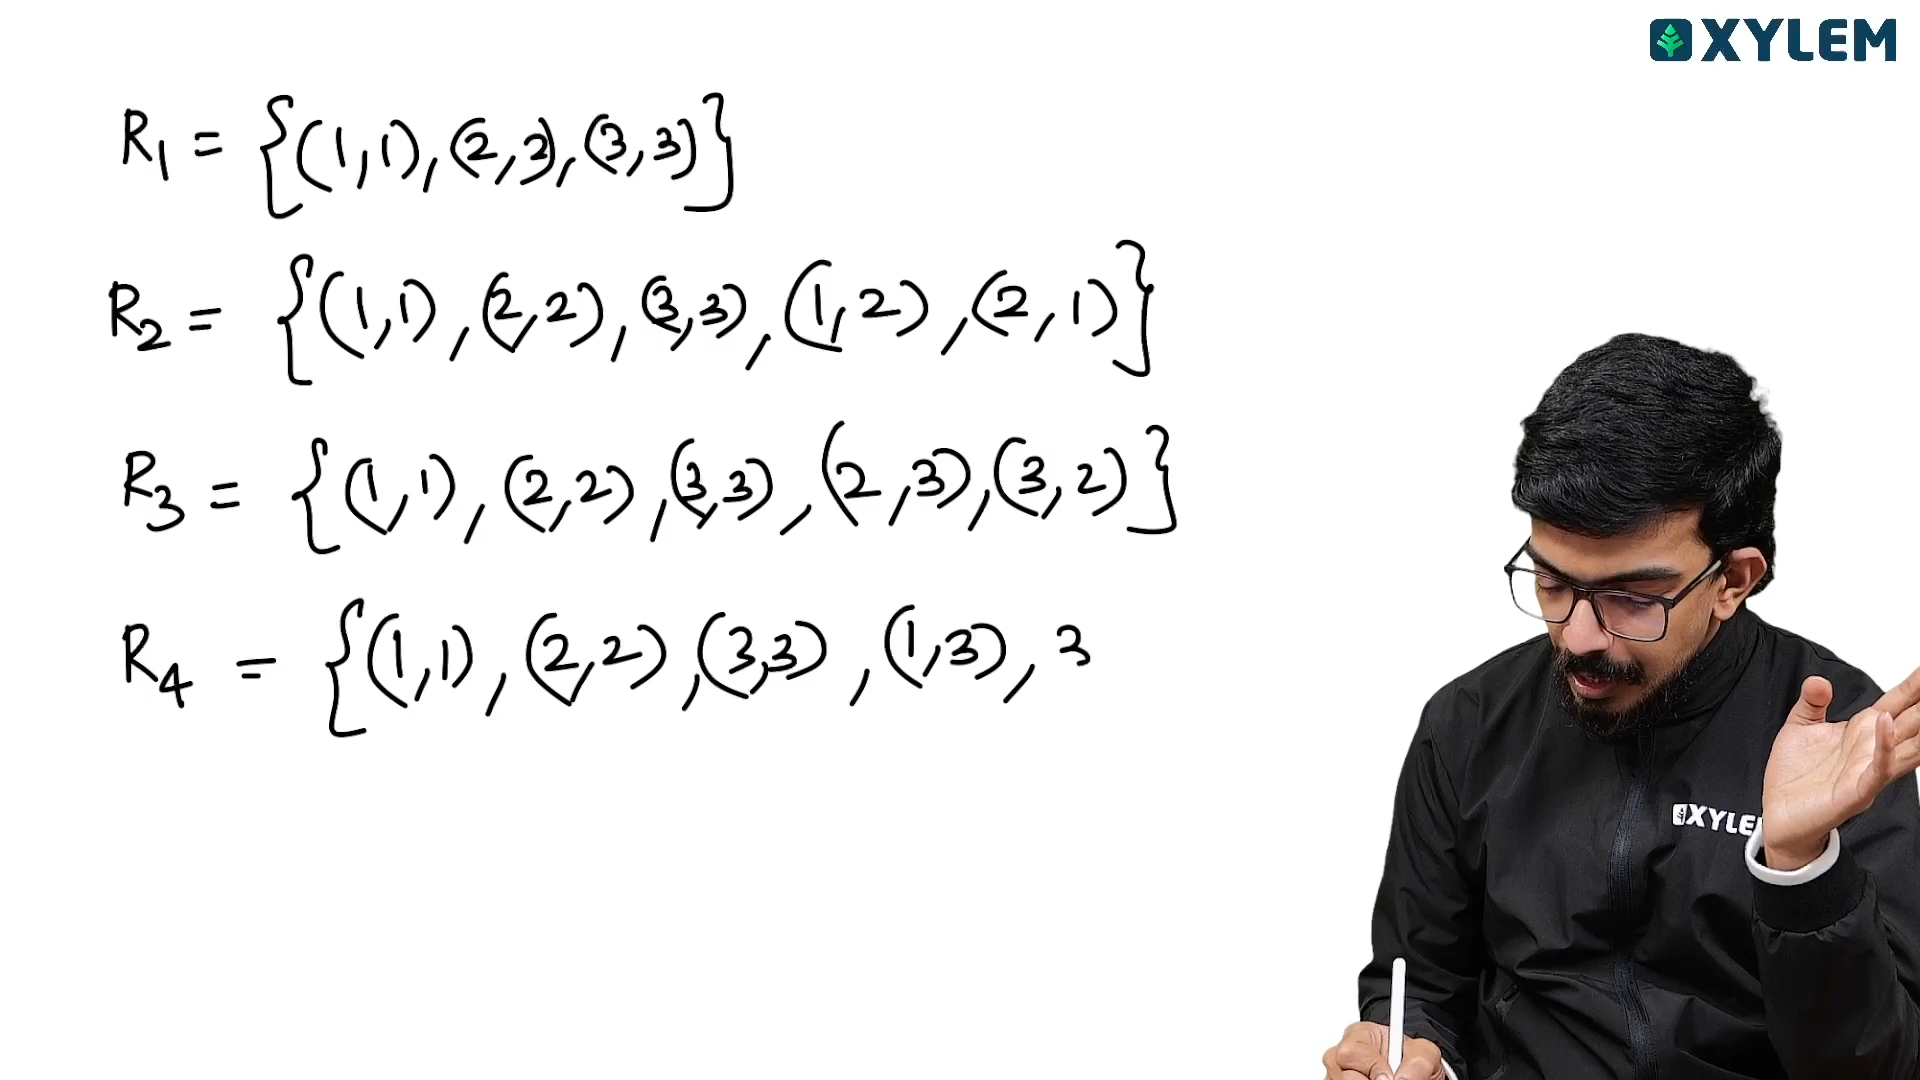 XYLEM
R1 = {(1,1),(2,2),(3,3)}
R2 = {(1,1),(2,2),(3,3),(1,2),(2,1)}
R3 = {(1,1),(2,2),(3,3),(2,3),(3,2)}
R4 = {(1,1),(2,2),(3,3),(1,3),3
XYLE